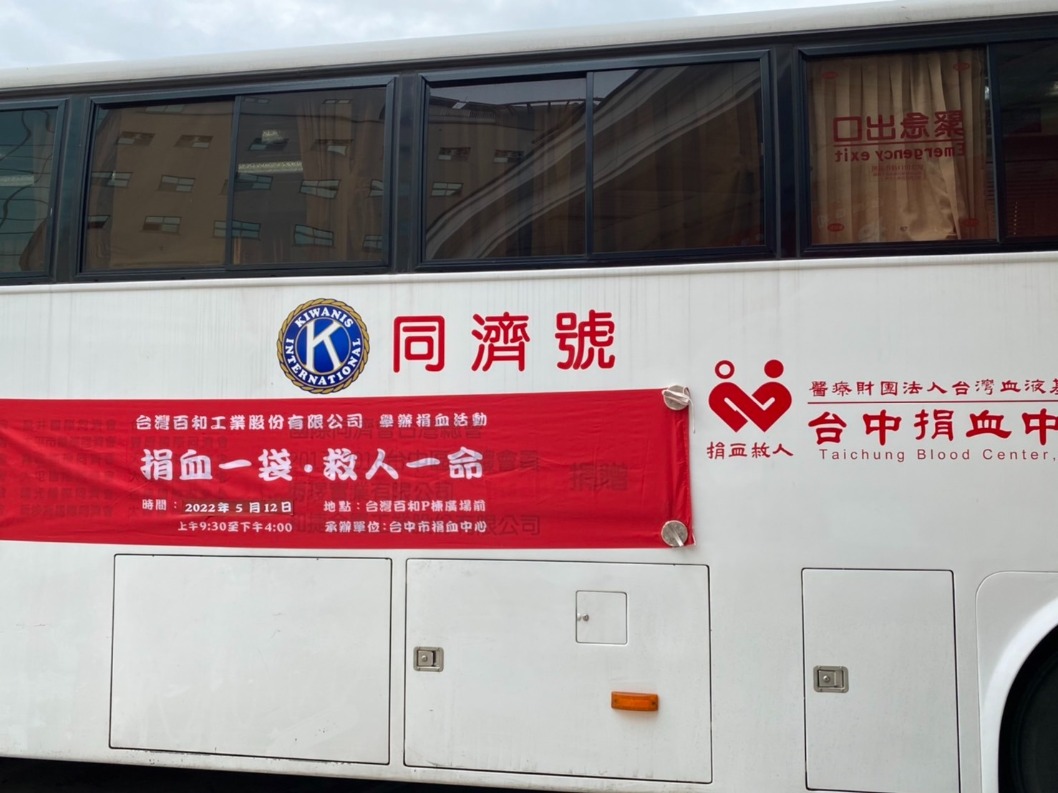 緊急出口
Emergency exit
KIWANIS
K
INTERNATIONAL
同濟號
台灣百和工業股份有限公司 舉辦捐血活動
捐血一袋・救人一命
時間：2022年5月12日 地點：台灣百和P棟廣場前
上午9:30至下午4:00 承辦單位:台中市捐血中心
捐贈
捐血救人
醫療財團法人台灣血液基
台中捐血中
Taichung Blood Center,